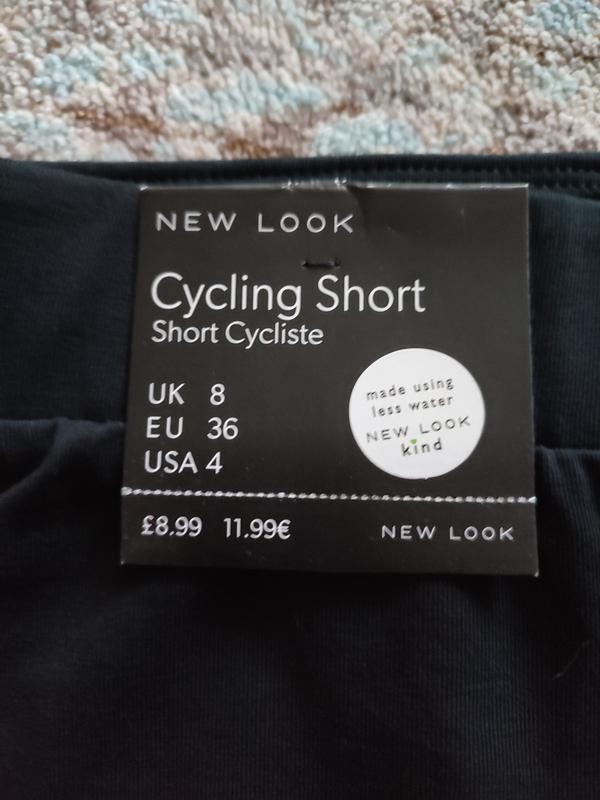 NEW LOOK
Cycling Short
Short Cycliste
UK 8
EU 36
USA 4
made using
less water
NEW LOOK
kind
£8.99 11.99€
NEW LOOK